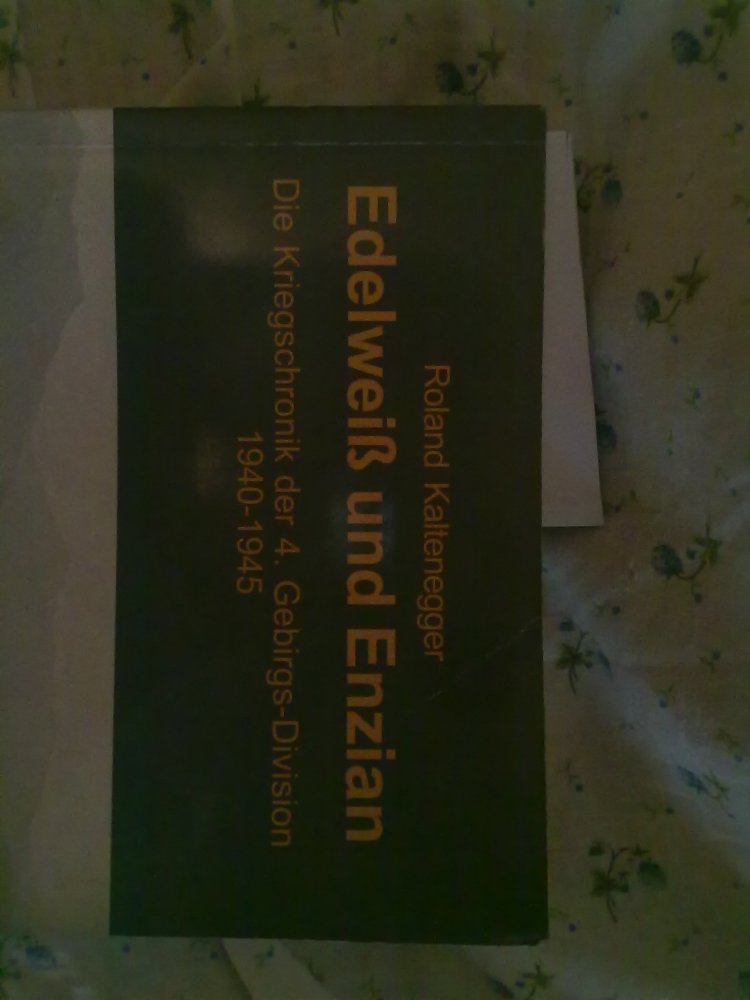 Roland Kaltenegger
Edelweiß und Enzian
Die Kriegschronik der 4. Gebirgs-Division
1940-1945